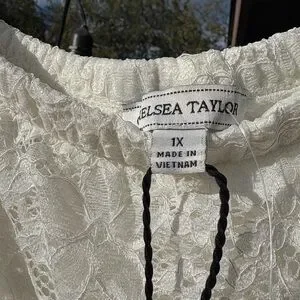 ELSEA TAYLOR
1X
MADE IN
VIETNAM